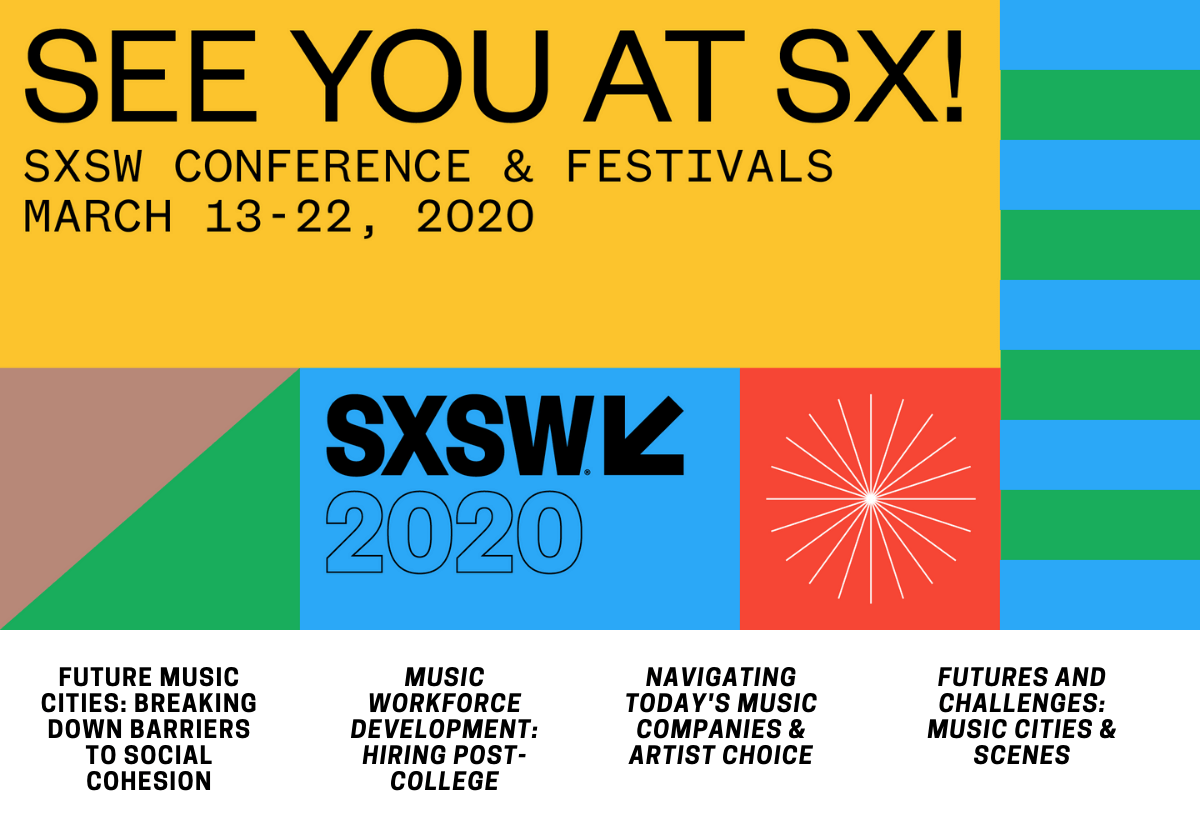 SEE YOU AT SX!
SXSW CONFERENCE & FESTIVALS
MARCH 13-22, 2020
SXSW®
2020
FUTURE MUSIC
CITIES: BREAKING
DOWN BARRIERS
TO SOCIAL
COHESION
MUSIC
WORKFORCE
DEVELOPMENT:
HIRING POST-
COLLEGE
NAVIGATING
TODAY'S MUSIC
COMPANIES &
ARTIST CHOICE
FUTURES AND
CHALLENGES:
MUSIC CITIES &
SCENES